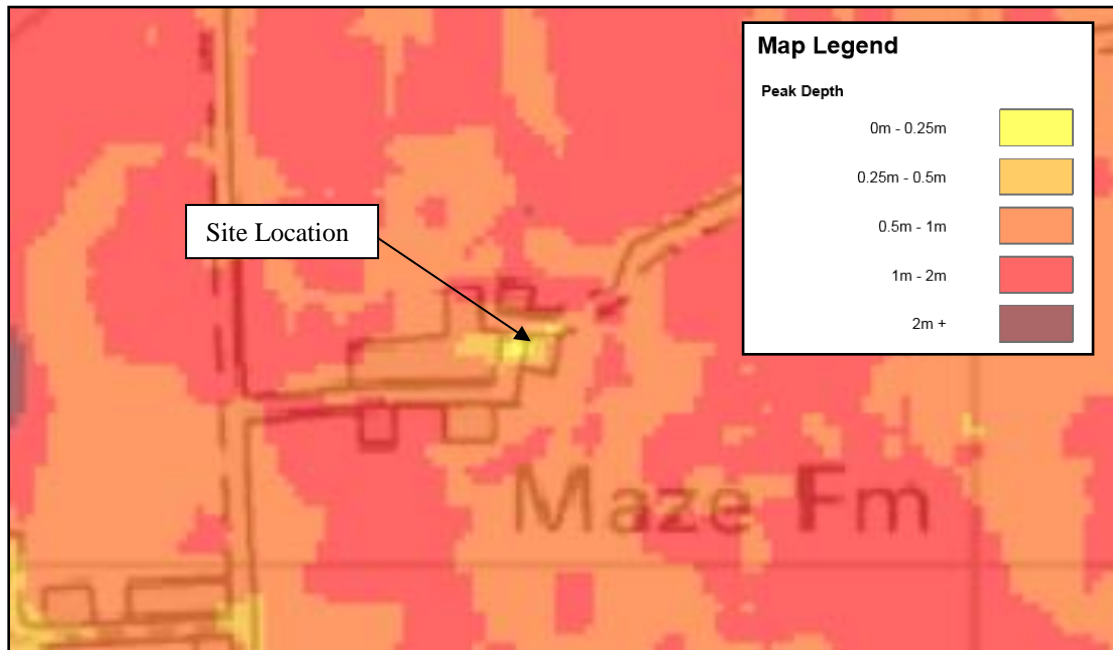 Map Legend
Peak Depth
0m - 0.25m
0.25m - 0.5m
0.5m - 1m
1m - 2m
2m +
Site Location
Maze Fm